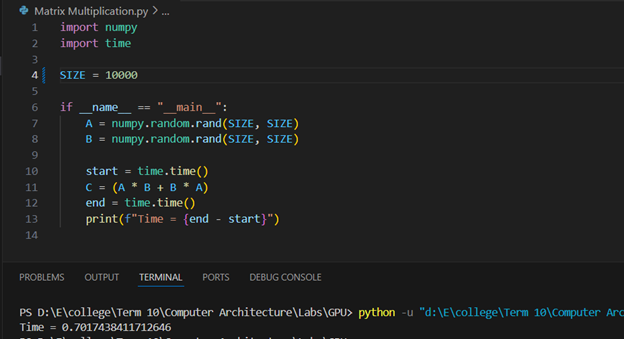 Matrix Multiplication.py > ...
1 import numpy
2 import time
3
4 SIZE = 10000
5
6 if __name__ == "__main__":
7 A = numpy.random.rand(SIZE, SIZE)
8 B = numpy.random.rand(SIZE, SIZE)
9
10 start = time.time()
11 C = (A * B + B * A)
12 end = time.time()
13 print(f"Time = {end - start}")
14
PROBLEMS OUTPUT TERMINAL PORTS DEBUG CONSOLE
PS D:\E\college\Term 10\Computer Architecture\Labs\GPU> python -u "d:\E\college\Term 10\Computer Arc
Time = 0.7017438411712646